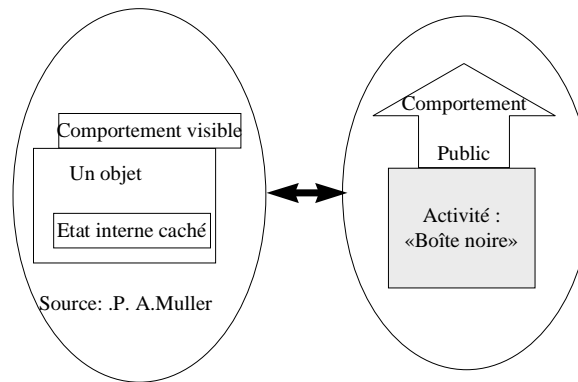 Comportement visible
Un objet
Etat interne caché
Source: .P. A.Muller
Comportement
Public
Activité :
«Boîte noire»